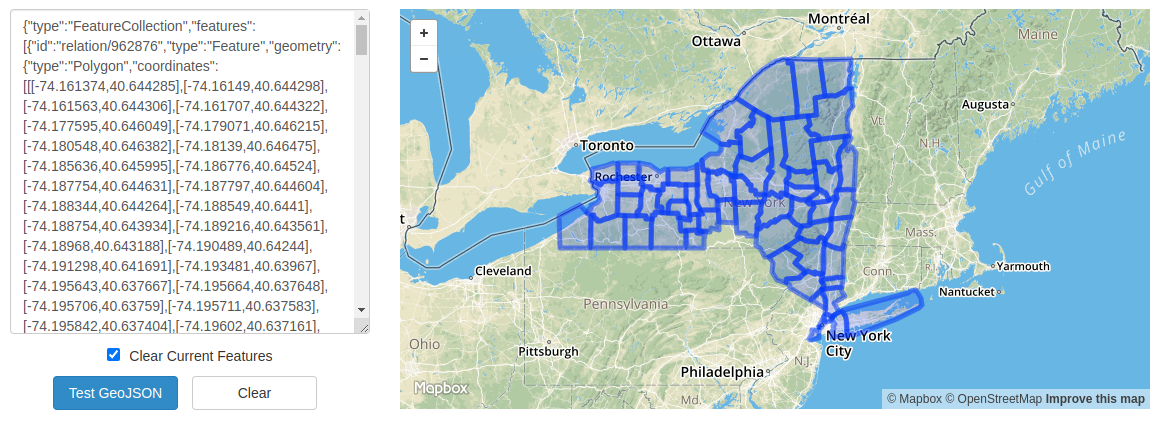 {"type":"FeatureCollection","features":
[{"id":"relation/962876","type":"Feature","geometry":
{"type":"Polygon","coordinates":
[[[-74.161374,40.644285],[-74.16149,40.644298],
[-74.161563,40.644306],[-74.161707,40.644322],
[-74.177595,40.646049],[-74.179071,40.646215],
[-74.180548,40.646382],[-74.18139,40.646475],
[-74.185636,40.645995],[-74.186776,40.64524],
[-74.187754,40.644631],[-74.187797,40.644604],
[-74.188344,40.644264],[-74.188549,40.6441],
[-74.188754,40.643934],[-74.189216,40.643561],
[-74.18968,40.643188],[-74.190489,40.64244],
[-74.191298,40.641691],[-74.193481,40.63967],
[-74.195643,40.637667],[-74.195664,40.637648],
[-74.195706,40.63759],[-74.195711,40.637583],
[-74.195842,40.637404],[-74.19602,40.637161],
Clear Current Features
Test GeoJSON
Clear
+
−
Montréal
Ottawa
Maine
Augusta
Vt.
N.H.
Toronto
Gulf of Maine
Rochester
New York
t
Mass.
Conn.
R.I.
Yarmouth
Nantucket
Cleveland
Pennsylvania
New York
City
Ohio
Pittsburgh
N.J.
Philadelphia
Md.
Mapbox
© Mapbox © OpenStreetMap Improve this map